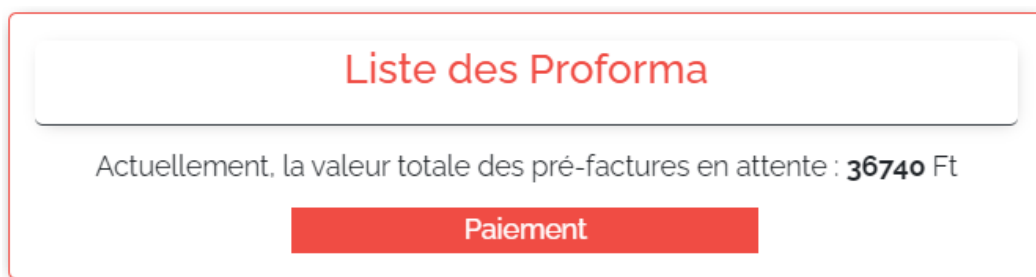 Liste des Proforma
Actuellement, la valeur totale des pré-factures en attente : 36740 Ft
Paiement